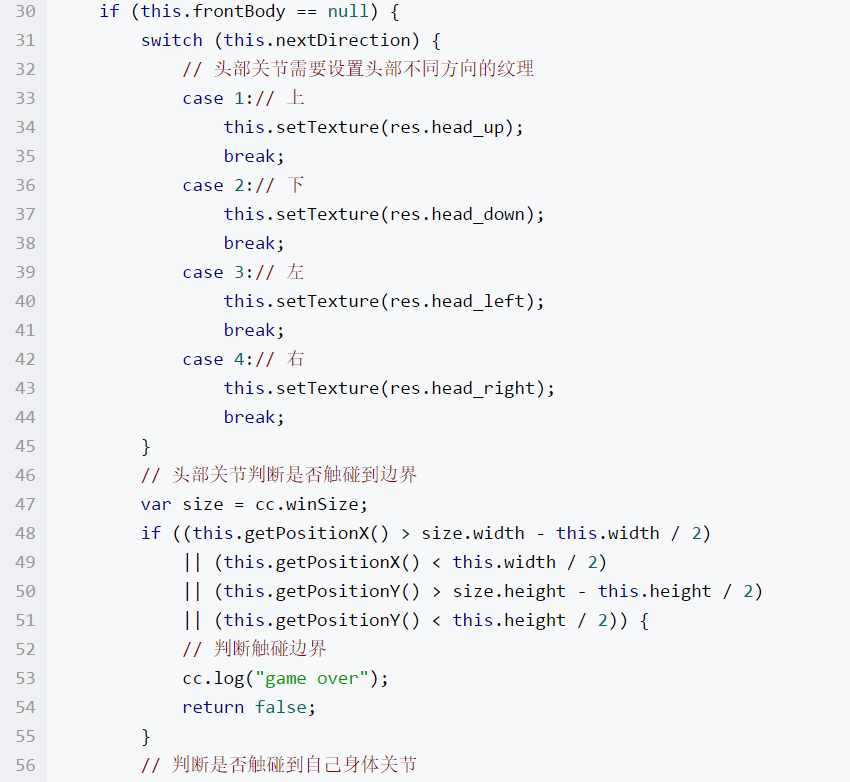 30 if (this.frontBody == null) {
31 switch (this.nextDirection) {
32 // 头部关节需要设置头部不同方向的纹理
33 case 1:// 上
34 this.setTexture(res.head_up);
35 break;
36 case 2:// 下
37 this.setTexture(res.head_down);
38 break;
39 case 3:// 左
40 this.setTexture(res.head_left);
41 break;
42 case 4:// 右
43 this.setTexture(res.head_right);
44 break;
45 }
46 // 头部关节判断是否触碰到边界
47 var size = cc.winSize;
48 if ((this.getPositionX() > size.width - this.width / 2)
49 || (this.getPositionX() < this.width / 2)
50 || (this.getPositionY() > size.height - this.height / 2)
51 || (this.getPositionY() < this.height / 2)) {
52 // 判断触碰边界
53 cc.log("game over");
54 return false;
55 }
56 // 判断是否触碰到自己身体关节